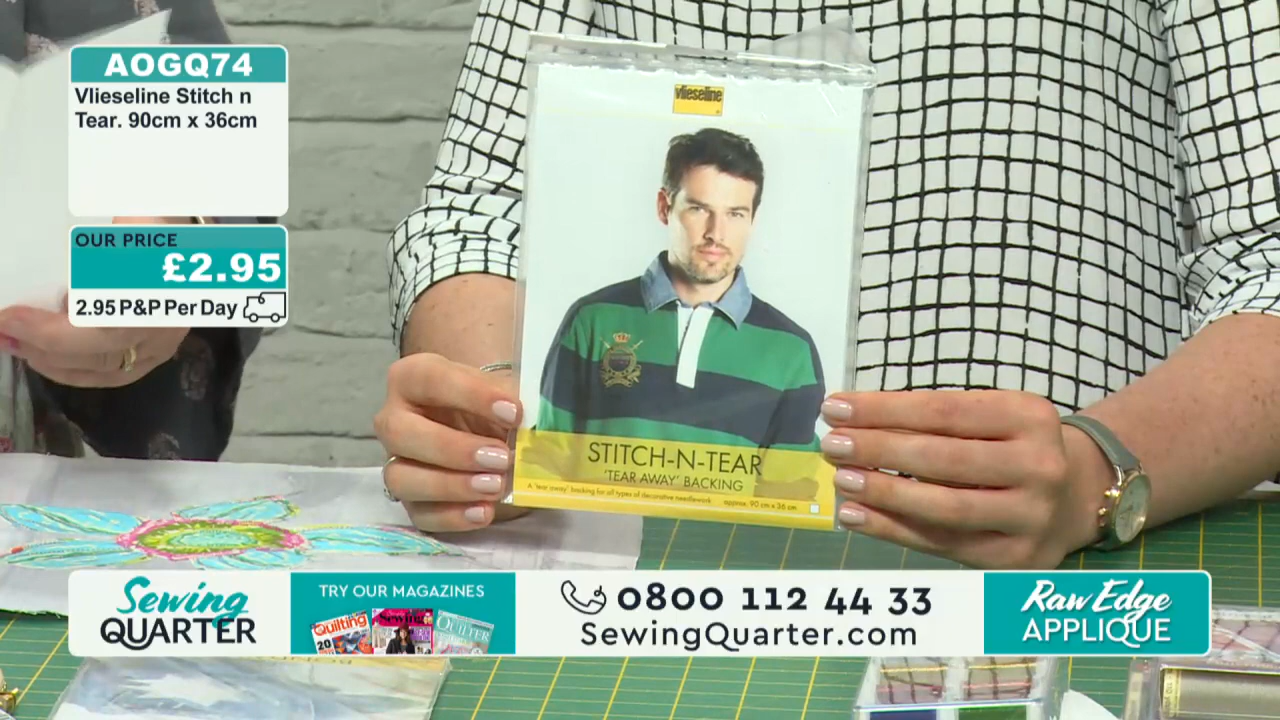 AOGQ74
Vlieseline Stitch n
Tear. 90cm x 36cm
OUR PRICE
£2.95
2.95 P&P Per Day
vlieseline
STITCH-N-TEAR
'TEAR AWAY' BACKING
A 'tear away' backing for all types of decorative needlework approx. 90 cm x 36 cm
Sewing
QUARTER
TRY OUR MAGAZINES
Quilting
20
Sewing
QUILTER
0800 112 44 33
SewingQuarter.com
Raw Edge
APPLIQUE